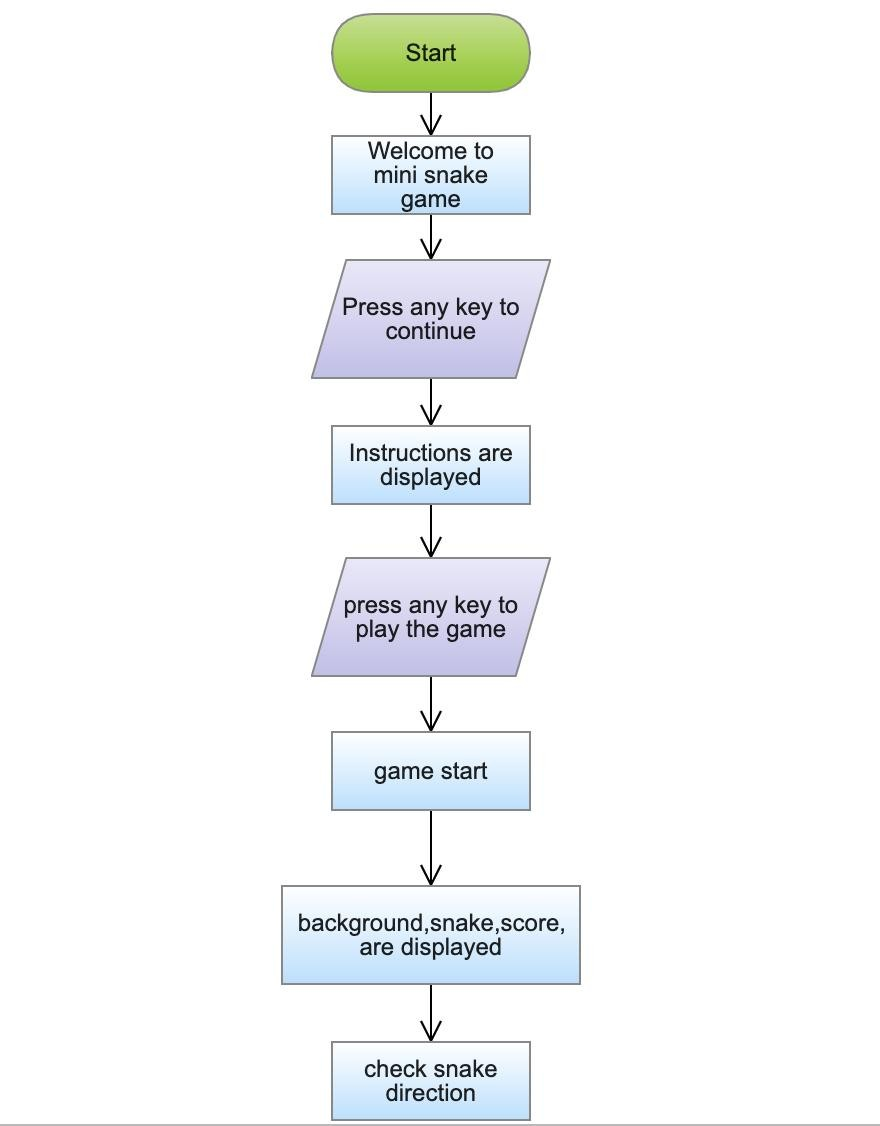 Start
Welcome to
mini snake
game
Press any key to
continue
Instructions are
displayed
press any key to
play the game
game start
background,snake,score,
are displayed
check snake
direction